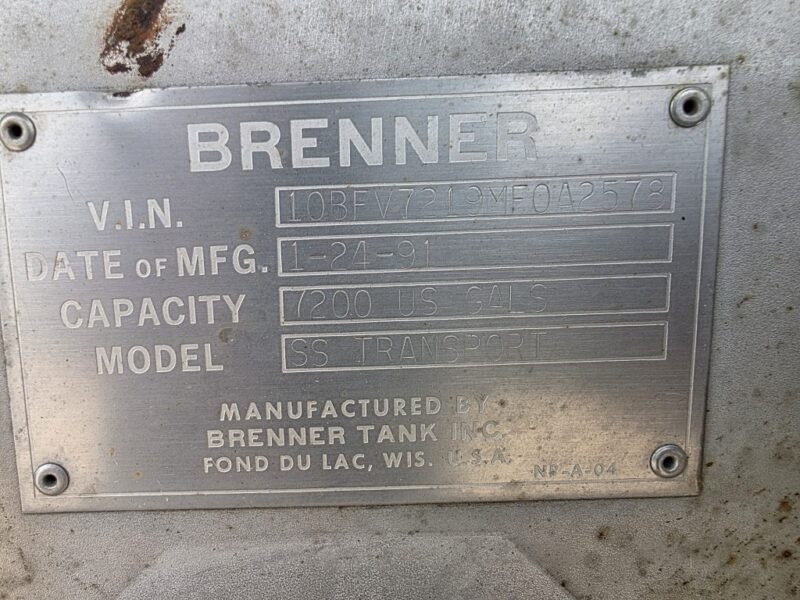 BRENNER
V.I.N. 10BFV7219MF0A2578
DATE OF MFG. 1-24-91
CAPACITY 7200 US GALS
MODEL SS TRANSPORT
MANUFACTURED BY
BRENNER TANK INC.
FOND DU LAC, WIS. U.S.A.
NP-A-04